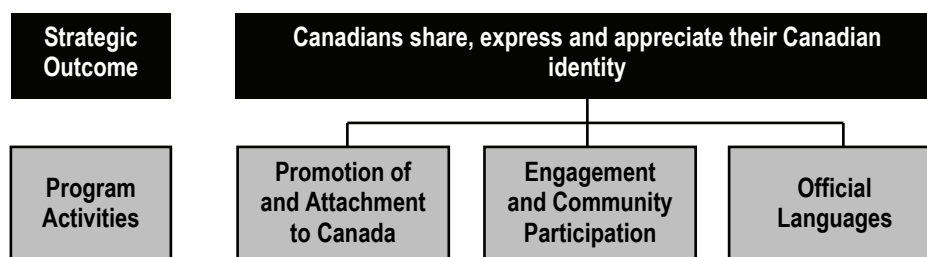 Strategic
Outcome
Canadians share, express and appreciate their Canadian
identity
Program
Activities
Promotion of
and Attachment
to Canada
Engagement
and Community
Participation
Official
Languages